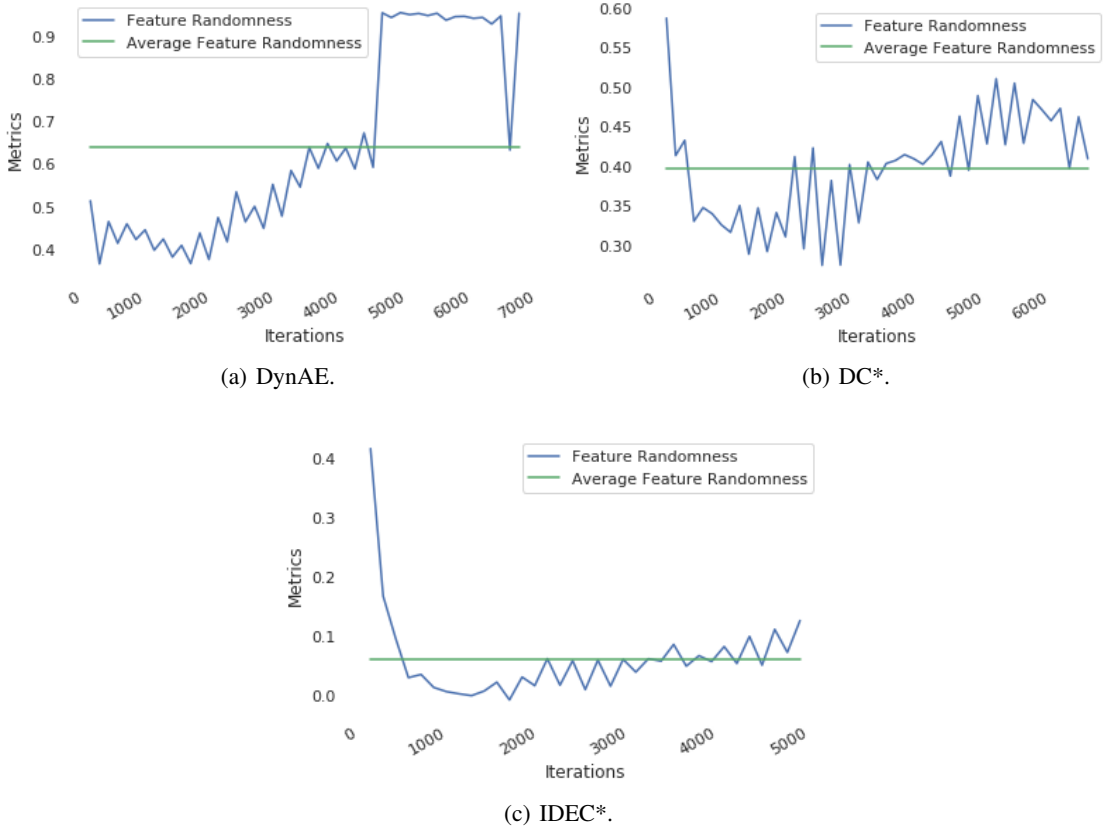 Feature Randomness
Average Feature Randomness
0.9
0.8
0.7
0.6
0.5
0.4
Metrics
0 1000 2000 3000 4000 5000 6000 7000
Iterations
(a) DynAE.
Feature Randomness
Average Feature Randomness
0.60
0.55
0.50
0.45
0.40
0.35
0.30
Metrics
0 1000 2000 3000 4000 5000 6000
Iterations
(b) DC*.
Feature Randomness
Average Feature Randomness
0.4
0.3
0.2
0.1
0.0
Metrics
0 1000 2000 3000 4000 5000
Iterations
(c) IDEC*.